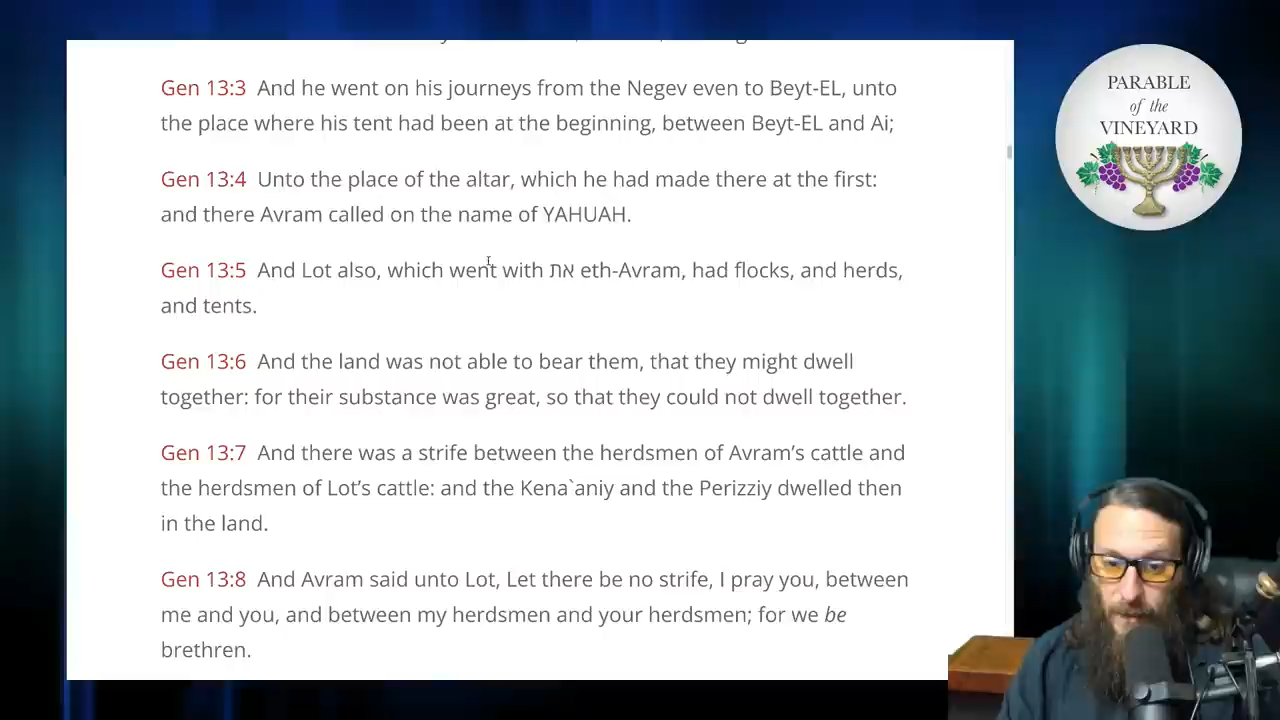 Gen 13:3 And he went on his journeys from the Negev even to Beyt-EL, unto
the place where his tent had been at the beginning, between Beyt-EL and Ai;
Gen 13:4 Unto the place of the altar, which he had made there at the first:
and there Avram called on the name of YAHUAH.
Gen 13:5 And Lot also, which went with את eth-Avram, had flocks, and herds,
and tents.
Gen 13:6 And the land was not able to bear them, that they might dwell
together: for their substance was great, so that they could not dwell together.
Gen 13:7 And there was a strife between the herdsmen of Avram’s cattle and
the herdsmen of Lot’s cattle: and the Kena`aniy and the Perizziy dwelled then
in the land.
Gen 13:8 And Avram said unto Lot, Let there be no strife, I pray you, between
me and you, and between my herdsmen and your herdsmen; for we be
brethren.
PARABLE
of the
VINEYARD